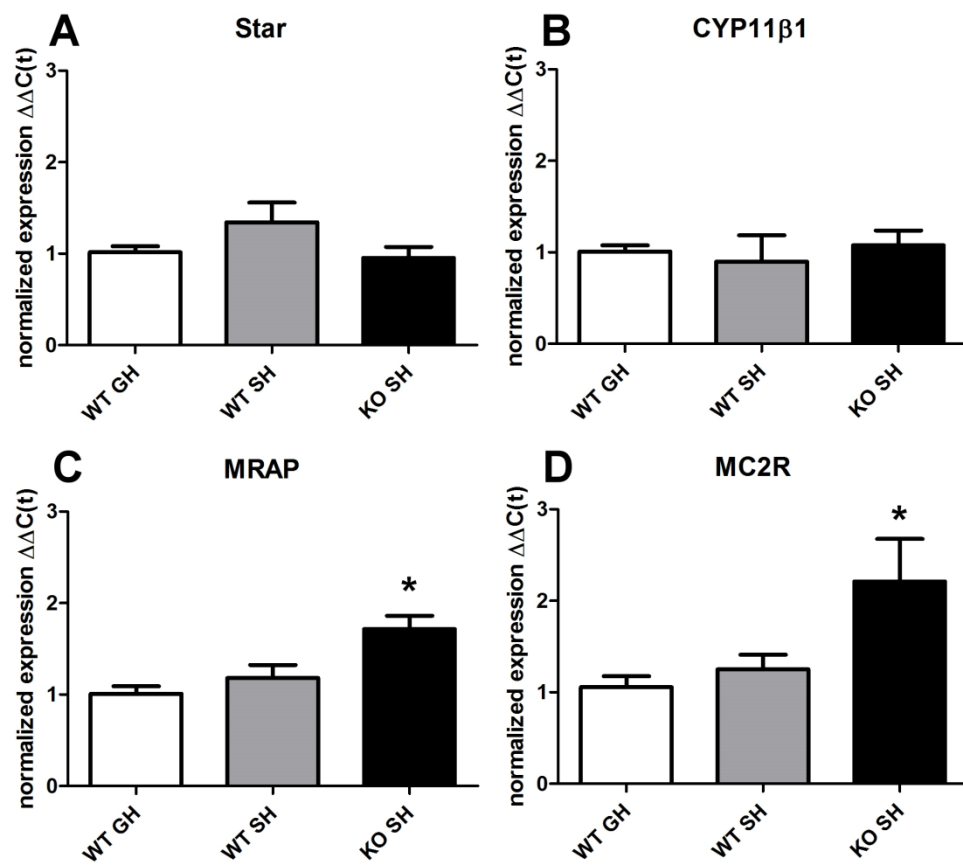 A
Star
normalized expression ΔΔC(t)
3
2
1
0
WT GH
WT SH
KO SH
B
CYP11β1
normalized expression ΔΔC(t)
3
2
1
0
WT GH
WT SH
KO SH
C
MRAP
normalized expression ΔΔC(t)
3
2
1
0
*
WT GH
WT SH
KO SH
D
MC2R
normalized expression ΔΔC(t)
3
2
1
0
*
WT GH
WT SH
KO SH